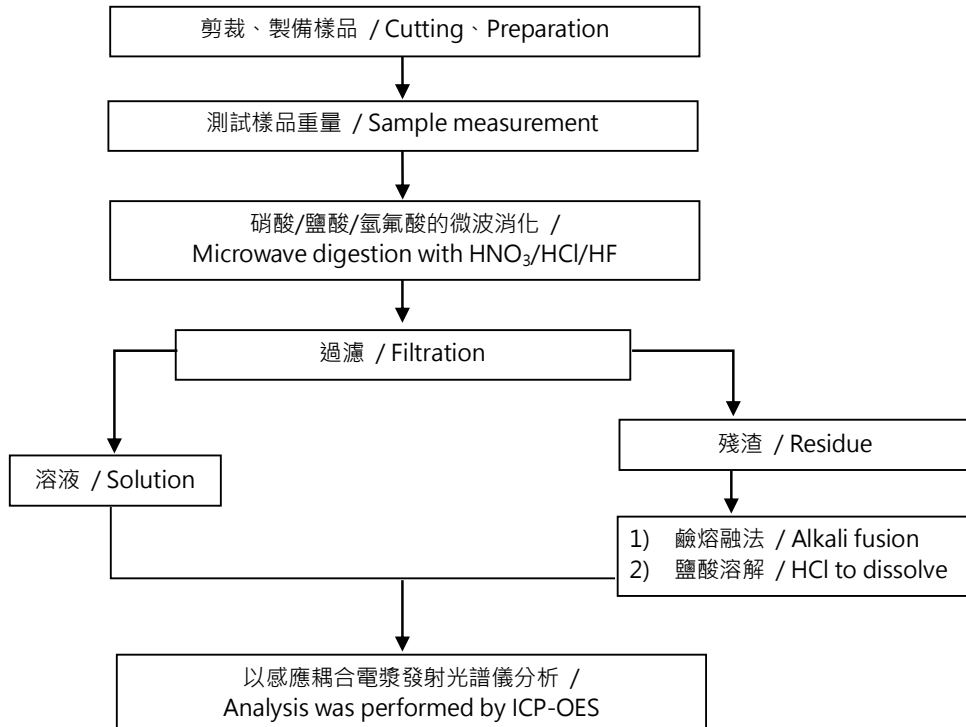 剪裁、製備樣品 / Cutting、Preparation
測試樣品重量 / Sample measurement
硝酸/鹽酸/氫氟酸的微波消化 /
Microwave digestion with HNO₃/HCl/HF
過濾 / Filtration
溶液 / Solution
殘渣 / Residue
1) 鹼熔融法 / Alkali fusion
2) 鹽酸溶解 / HCl to dissolve
以感應耦合電漿發射光譜儀分析 /
Analysis was performed by ICP-OES